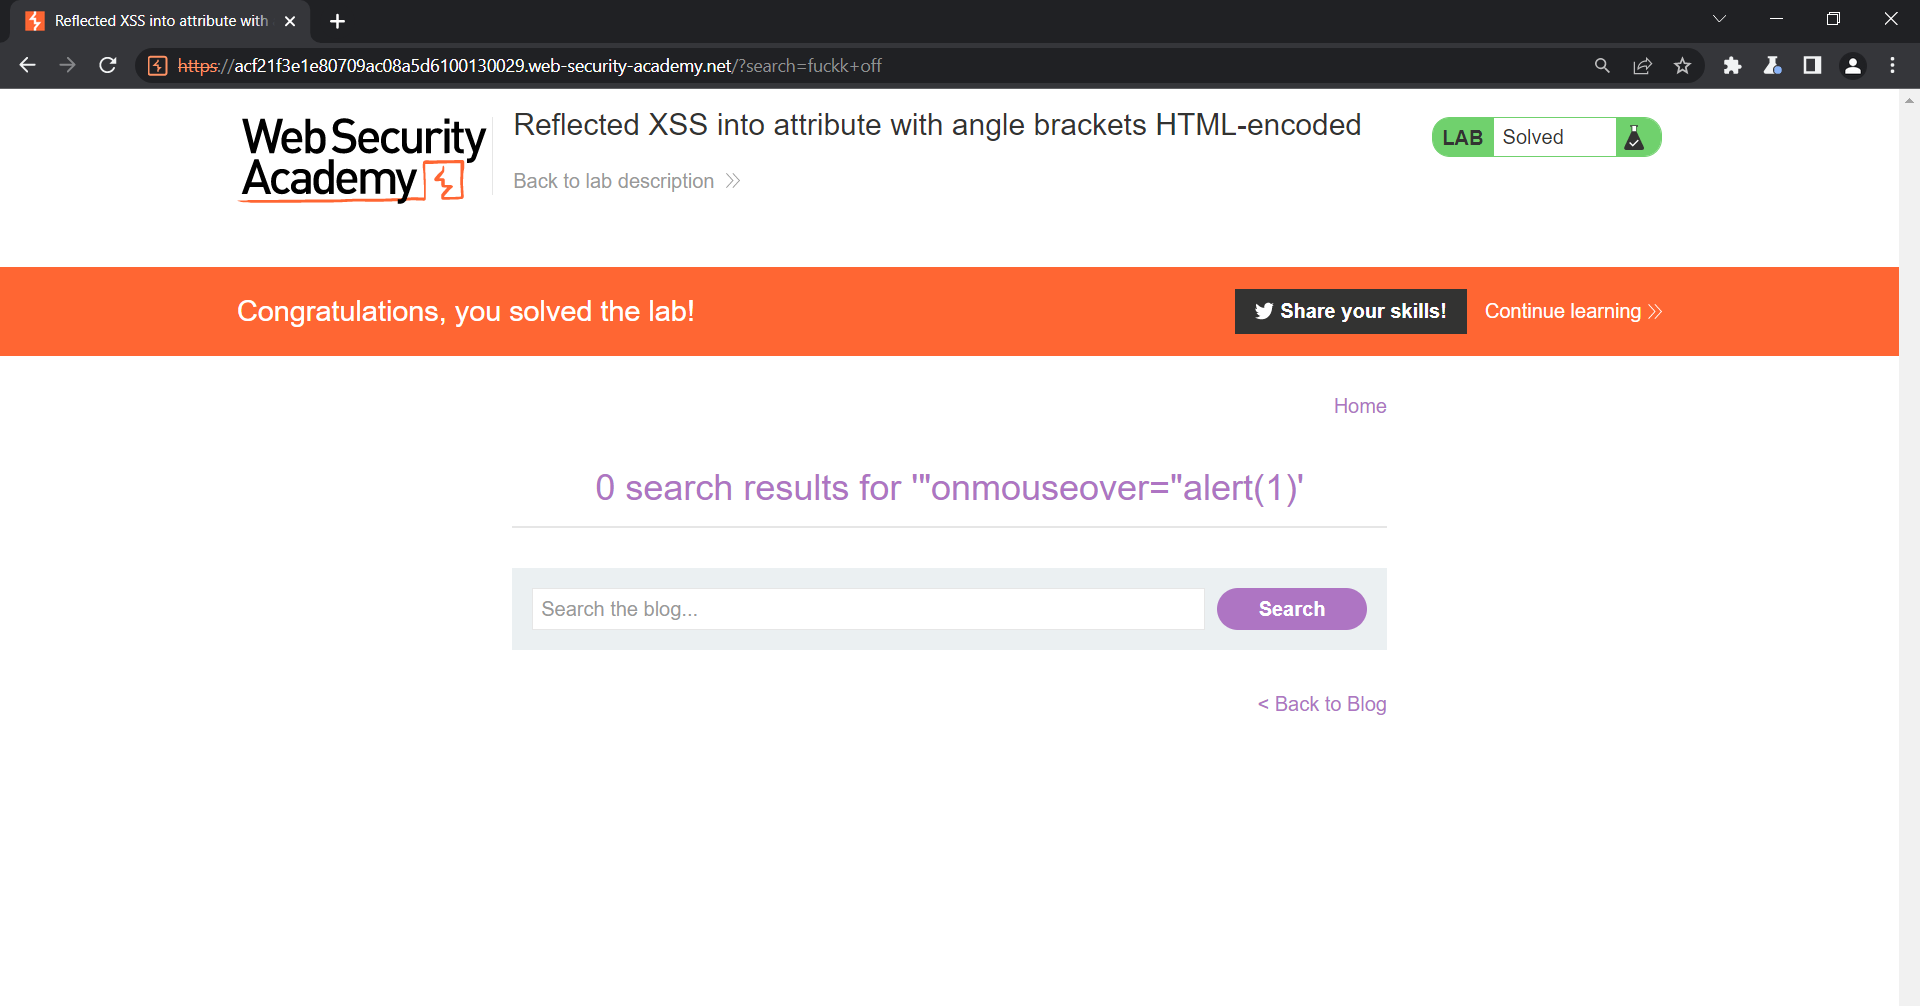 Reflected XSS into attribute with
https://acf21f3e1e80709ac08a5d6100130029.web-security-academy.net/?search=fuckk+off
Web Security
Academy
Reflected XSS into attribute with angle brackets HTML-encoded
Back to lab description
LAB Solved
Congratulations, you solved the lab!
Share your skills!
Continue learning
Home
0 search results for '"onmouseover="alert(1)'
Search the blog...
Search
< Back to Blog